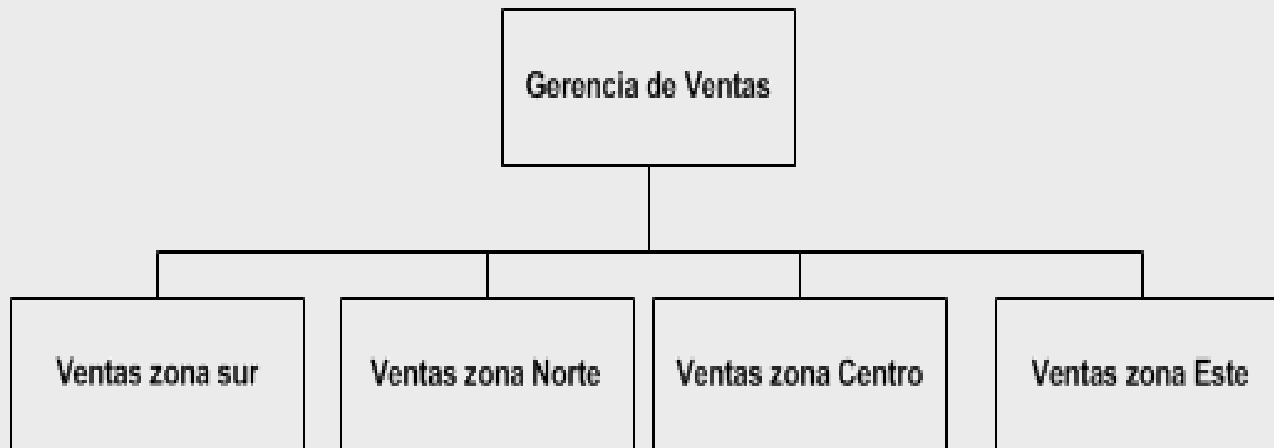 Gerencia de Ventas
Ventas zona sur
Ventas zona Norte
Ventas zona Centro
Ventas zona Este